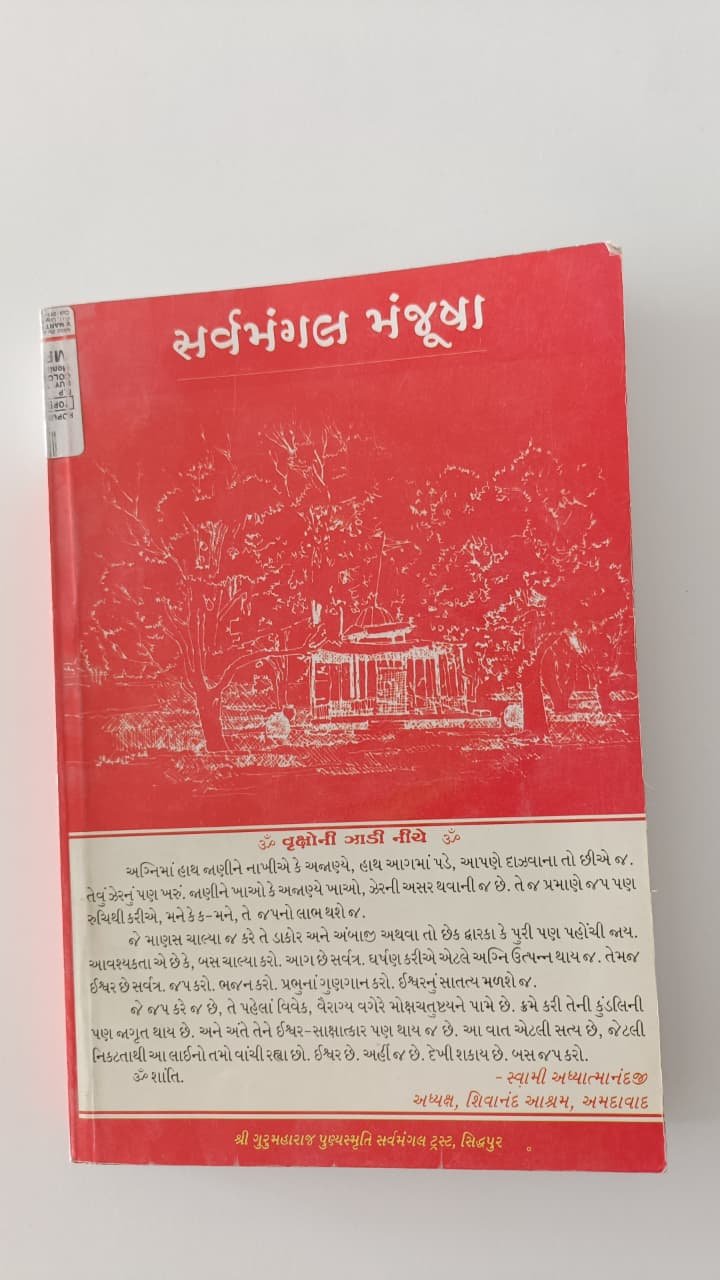 સર્વમંગલ મંજૂષા
ૐ વૃક્ષોની ઝાડી નીચે ૐ
અગ્નિમાં હાથ જાણીને નાખીએ કે અજાણ્યે, હાથ આગમાં પડે, આપણે દાઝવાના તો છીએ જ.
તેવું ઝેરનું પણ ખરું. જાણીને ખાઓ કે અજાણ્યે ખાઓ, ઝેરની અસર થવાની જ છે. તે જ પ્રમાણે જપ પણ
રુચિથી કરીએ, મને કે ક-મને, તે જપનો લાભ થશે જ.
જે માણસ ચાલ્યા જ કરે તે ડાકોર અને અંબાજી અથવા તો છેક દ્વારકા કે પુરી પણ પહોંચી જાય.
આવશ્યકતા એ છે કે, બસ ચાલ્યા કરો. આગ છે સર્વત્ર. ઘર્ષણ કરીએ એટલે અગ્નિ ઉત્પન્ન થાય જ. તેમજ
ઈશ્વર છે સર્વત્ર. જપ કરો. ભજન કરો. પ્રભુનાં ગુણગાન કરો. ઈશ્વરનું સાતત્ય મળશે જ.
જે જપ કરે જ છે, તે પહેલાં વિવેક, વૈરાગ્ય વગેરે મોક્ષચતુષ્ટયને પામે છે. ક્રમે કરી તેની કુંડલિની
પણ જાગૃત થાય છે. અને અંતે તેને ઈશ્વર-સાક્ષાત્કાર પણ થાય જ છે. આ વાત એટલી સત્ય છે, જેટલી
નિકટતાથી આ લાઈનો તમો વાંચી રહ્યા છો. ઈશ્વર છે. અહીં જ છે. દેખી શકાય છે. બસ જપ કરો.
ૐ શાંતિ.
- સ્વામી અધ્યાત્માનંદજી
અધ્યક્ષ, શિવાનંદ આશ્રમ, અમદાવાદ
શ્રી ગુરુમહારાજ પુણ્યસ્મૃતિ સર્વમંગલ ટ્રસ્ટ, સિદ્ધપુર